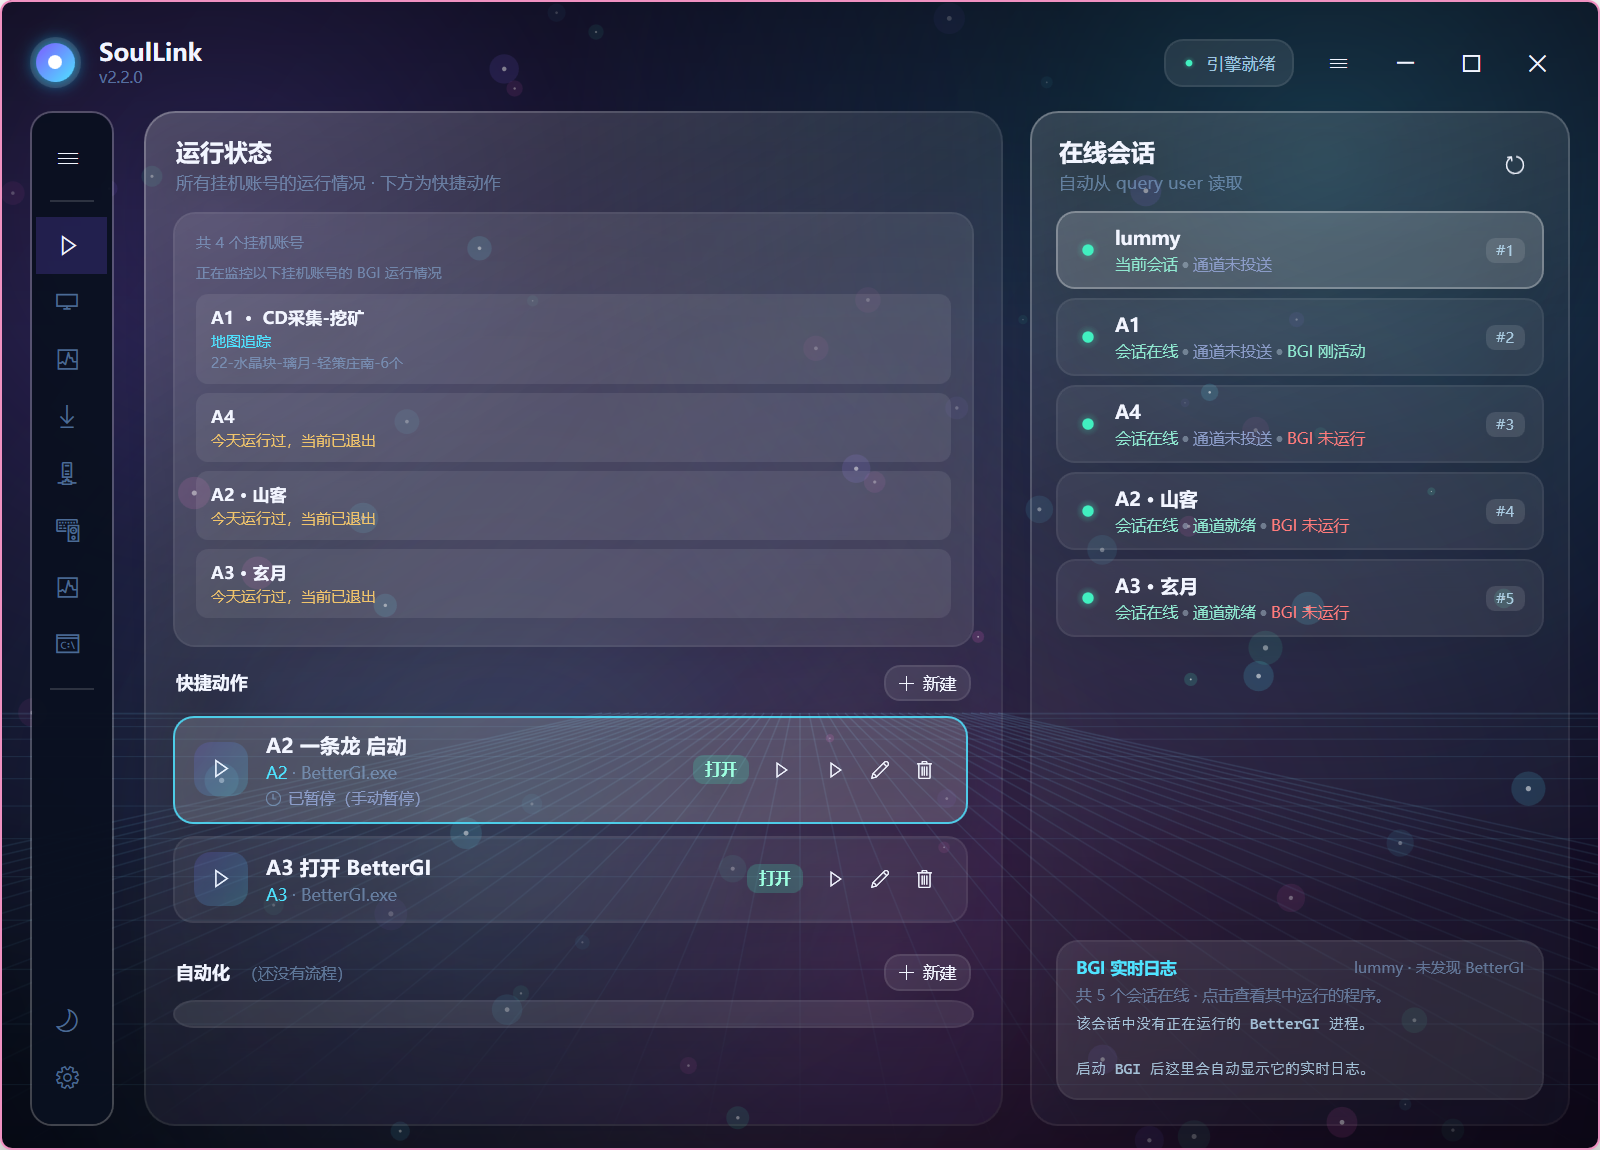 SoulLink
v2.2.0
引擎就绪
运行状态
所有挂机账号的运行情况 · 下方为快捷动作
共 4 个挂机账号
正在监控以下挂机账号的 BGI 运行情况
A1 • CD采集-挖矿
地图追踪
22-水晶块-璃月-轻策庄南-6个
A4
今天运行过，当前已退出
A2 • 山客
今天运行过，当前已退出
A3 • 玄月
今天运行过，当前已退出
快捷动作
新建
A2 一条龙 启动
A2 · BetterGI.exe
已暂停（手动暂停）
打开
A3 打开 BetterGI
A3 · BetterGI.exe
打开
自动化 （还没有流程）
新建
在线会话
自动从 query user 读取
lummy
当前会话 • 通道未投送
#1
A1
会话在线 • 通道未投送 • BGI 刚活动
#2
A4
会话在线 • 通道未投送 • BGI 未运行
#3
A2 • 山客
会话在线 • 通道就绪 • BGI 未运行
#4
A3 • 玄月
会话在线 • 通道就绪 • BGI 未运行
#5
BGI 实时日志
lummy · 未发现 BetterGI
共 5 个会话在线 · 点击查看其中运行的程序。
该会话中没有正在运行的 BetterGI 进程。
启动 BGI 后这里会自动显示它的实时日志。
C:\